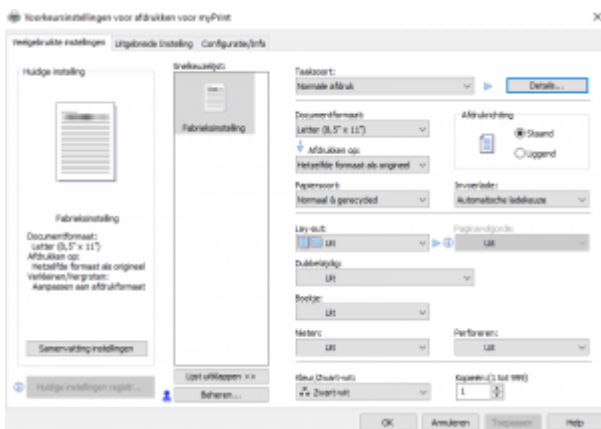 Voorkeursinstellingen voor afdrukken voor myPrint
Veelgebruikte instellingen
Uitgebreide Instelling
Configuratie/Info
Huidige instelling
Fabrieksinstelling
Documentformaat:
Letter (8,5" x 11")
Afdrukken op:
Hetzelfde formaat als origineel
Verkleinen/Vergroten:
Aanpassen aan afdrukformaat
Samenvatting instellingen
Huidige instellingen registr...
Snelkeuzelijst:
Fabrieksinstelling
Lijst uitklappen >>
Beheren...
Taaksoort:
Normale afdruk
Details...
Documentformaat:
Letter (8,5" x 11")
Afdrukken op:
Hetzelfde formaat als origineel
Afdrukrichting
Staand
Liggend
Papiersoort:
Normaal & gerecycled
Invoerlade:
Automatische ladekeuze
Lay-out:
Uit
Paginavolgorde:
Uit
Dubbelzijdig:
Uit
Boekje:
Uit
Nieten:
Uit
Perforeren:
Uit
Kleur/Zwart-wit:
Zwart-wit
Kopieën:(1 tot 999)
1
OK
Annuleren
Toepassen
Help